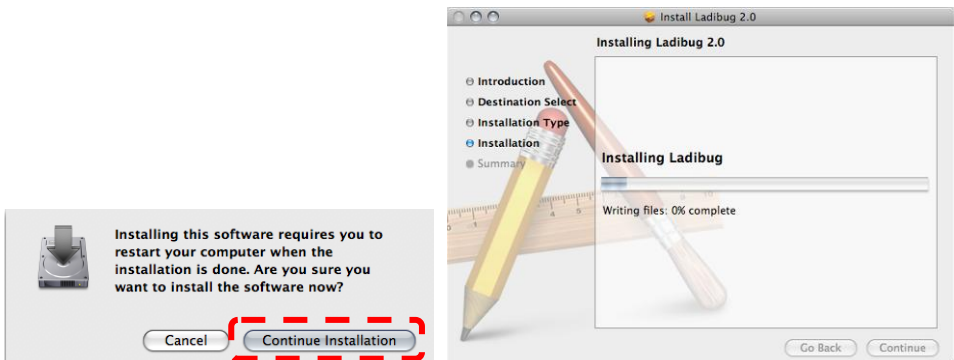 Installing this software requires you to
restart your computer when the
installation is done. Are you sure you
want to install the software now?
Cancel
Continue Installation
Install Ladibug 2.0
Installing Ladibug 2.0
Introduction
Destination Select
Installation Type
Installation
Summary
Installing Ladibug
Writing files: 0% complete
Go Back
Continue